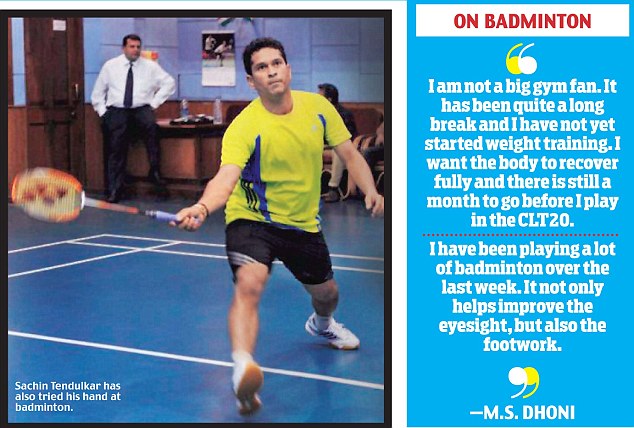 Sachin Tendulkar has
also tried his hand at
badminton.
ON BADMINTON
I am not a big gym fan. It
has been quite a long
break and I have not yet
started weight training. I
want the body to recover
fully and there is still a
month to go before I play
in the CLT20.
I have been playing a lot
of badminton over the
last week. It not only
helps improve the
eyesight, but also the
footwork.
—M.S. DHONI